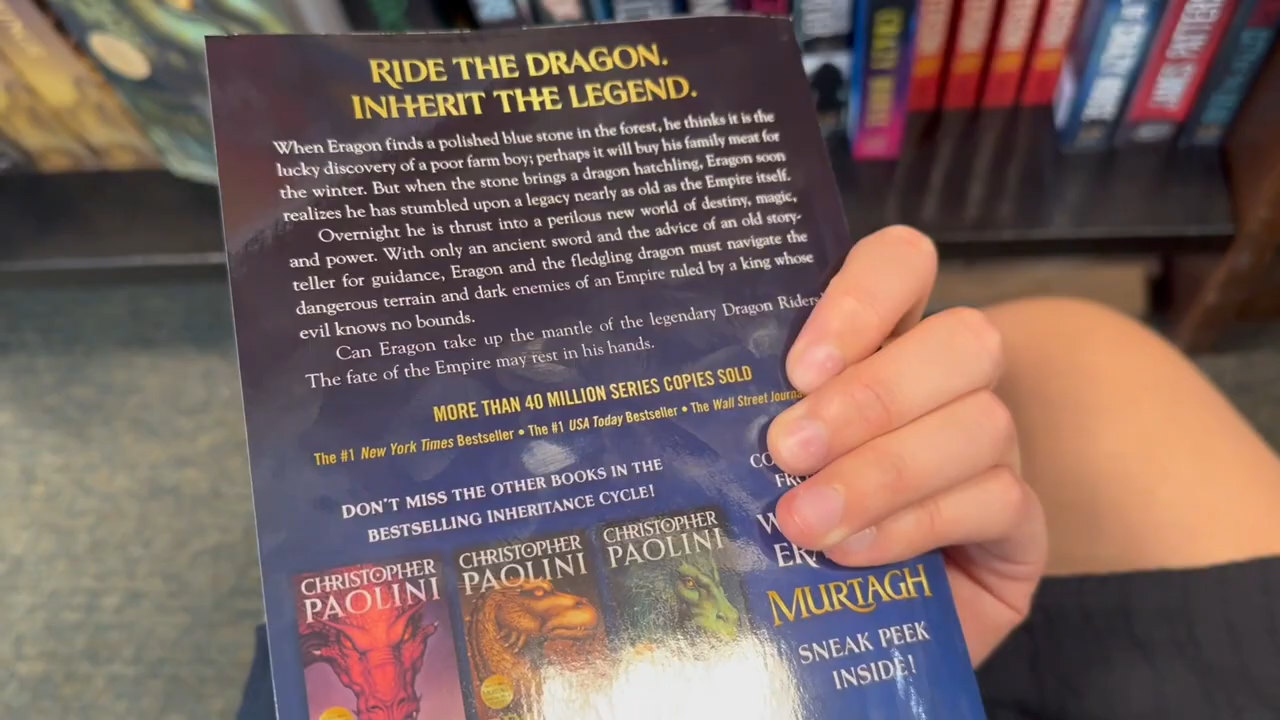 RIDE THE DRAGON.
INHERIT THE LEGEND.
When Eragon finds a polished blue stone in the forest, he thinks it is the
lucky discovery of a poor farm boy; perhaps it will buy his family meat for
the winter. But when the stone brings a dragon hatchling, Eragon soon
realizes he has stumbled upon a legacy nearly as old as the Empire itself.
Overnight he is thrust into a perilous new world of destiny, magic,
and power. With only an ancient sword and the advice of an old story-
teller for guidance, Eragon and the fledgling dragon must navigate the
dangerous terrain and dark enemies of an Empire ruled by a king whose
evil knows no bounds.
Can Eragon take up the mantle of the legendary Dragon Riders?
The fate of the Empire may rest in his hands.
MORE THAN 40 MILLION SERIES COPIES SOLD
The #1 New York Times Bestseller • The #1 USA Today Bestseller • The Wall Street
DON'T MISS THE OTHER BOOKS IN THE
BESTSELLING INHERITANCE CYCLE!
CHRISTOPHER
PAOLINI
CHRISTOPHER
PAOLINI
CHRISTOPHER
PAOLINI
MURTAGH
SNEAK PEEK
INSIDE!